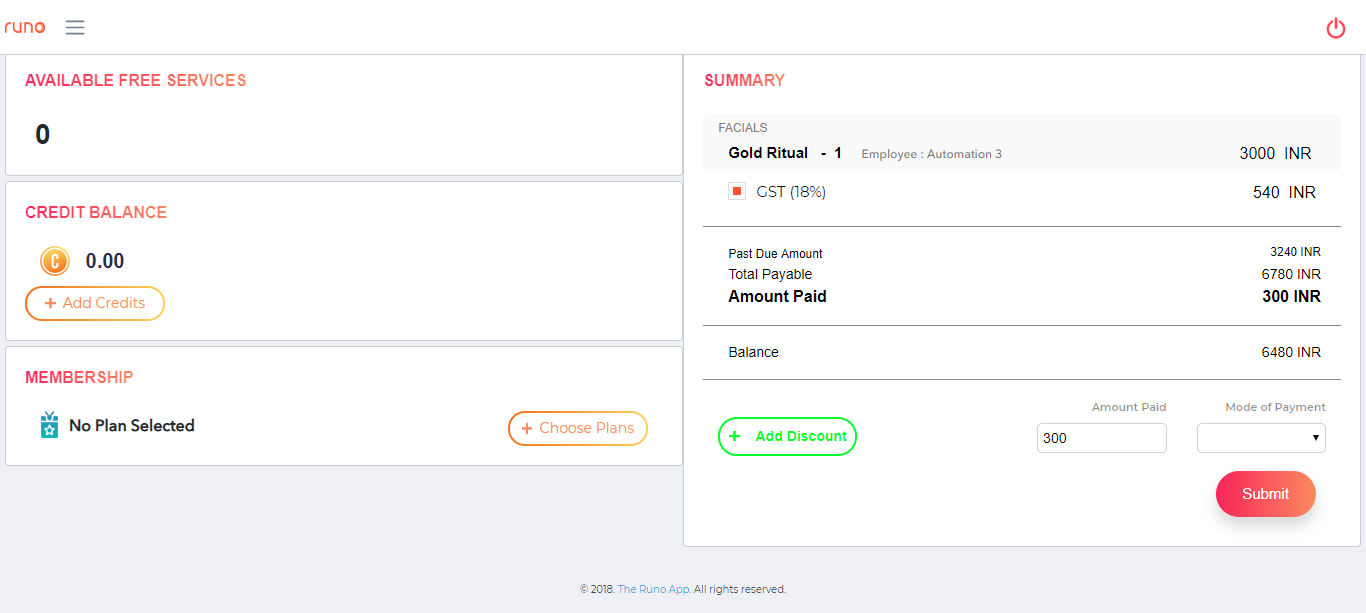 runo
AVAILABLE FREE SERVICES
0
CREDIT BALANCE
C 0.00
+ Add Credits
MEMBERSHIP
No Plan Selected
+ Choose Plans
SUMMARY
FACIALS
Gold Ritual - 1 Employee : Automation 3 3000 INR
GST (18%) 540 INR
Past Due Amount 3240 INR
Total Payable 6780 INR
Amount Paid 300 INR
Balance 6480 INR
Amount Paid Mode of Payment
+ Add Discount 300
Submit
© 2018. The Runo App. All rights reserved.